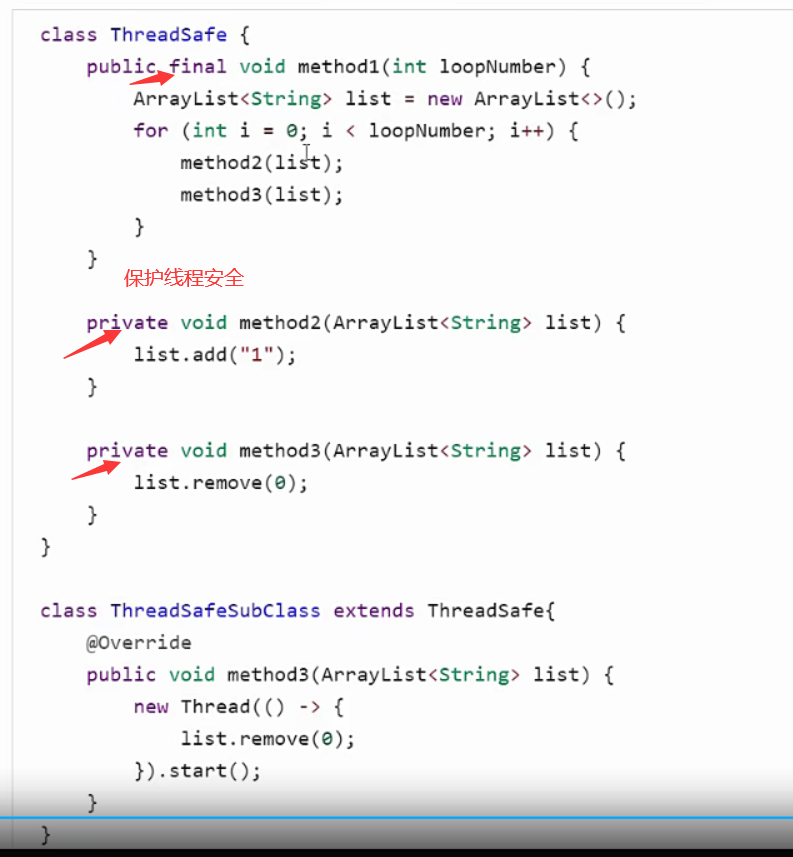 class ThreadSafe {
public final void method1(int loopNumber) {
ArrayList<String> list = new ArrayList<>();
for (int i = 0; i < loopNumber; i++) {
method2(list);
method3(list);
}
}
保护线程安全
private void method2(ArrayList<String> list) {
list.add("1");
}
private void method3(ArrayList<String> list) {
list.remove(0);
}
}
class ThreadSafeSubClass extends ThreadSafe{
@Override
public void method3(ArrayList<String> list) {
new Thread(() -> {
list.remove(0);
}).start();
}
}